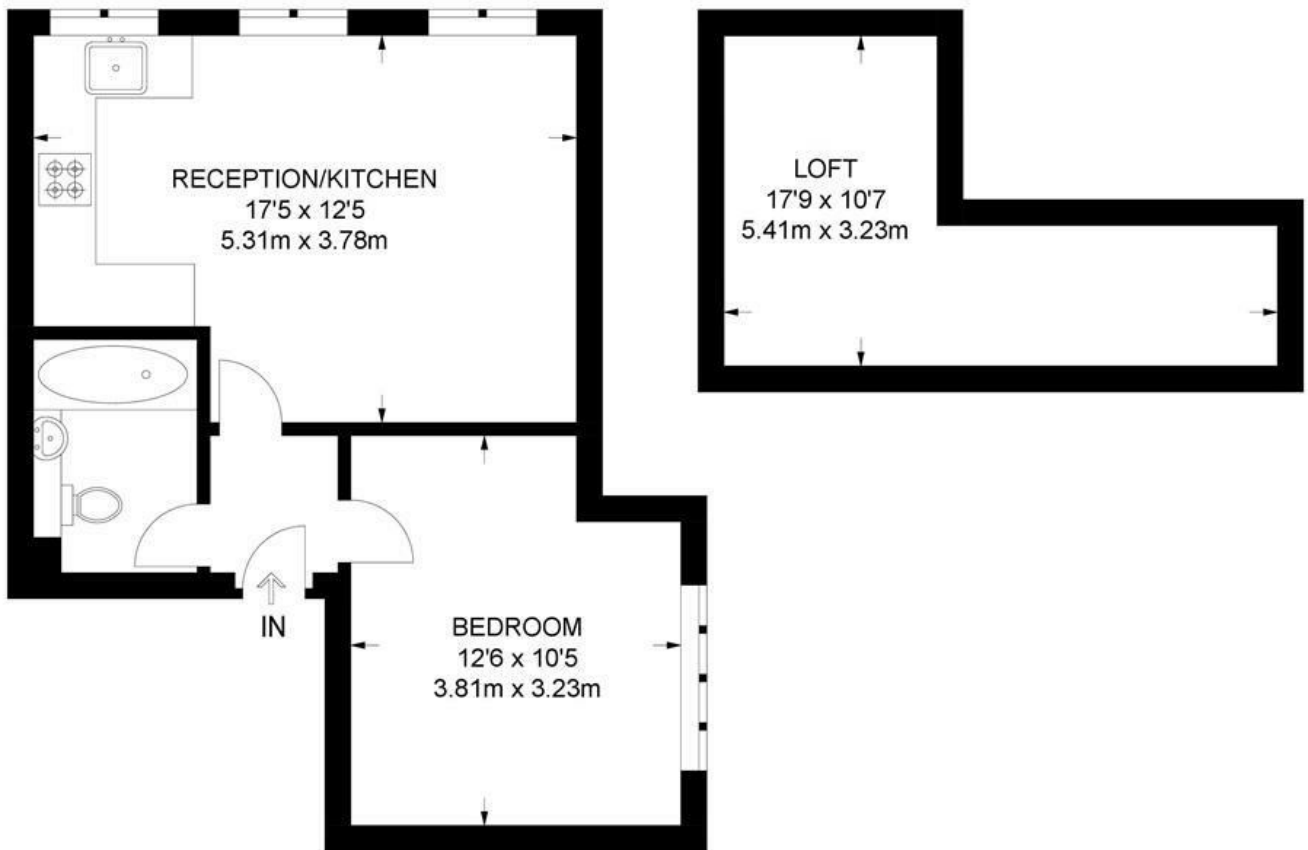 RECEPTION/KITCHEN
17'5 x 12'5
5.31m x 3.78m
LOFT
17'9 x 10'7
5.41m x 3.23m
IN
BEDROOM
12'6 x 10'5
3.81m x 3.23m